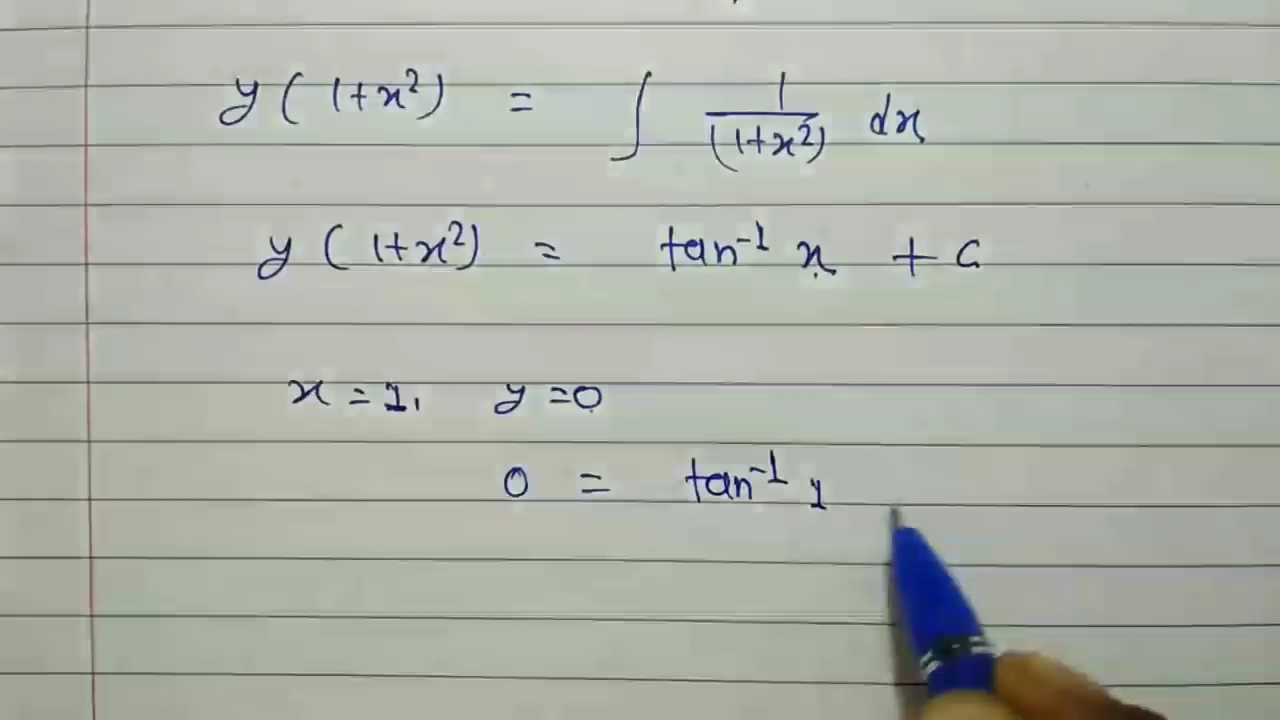 y(1+x²) = ∫ 1/(1+x²) dx
y(1+x²) = tan⁻¹ x + c
x=1, y=0
0 = tan⁻¹ 1